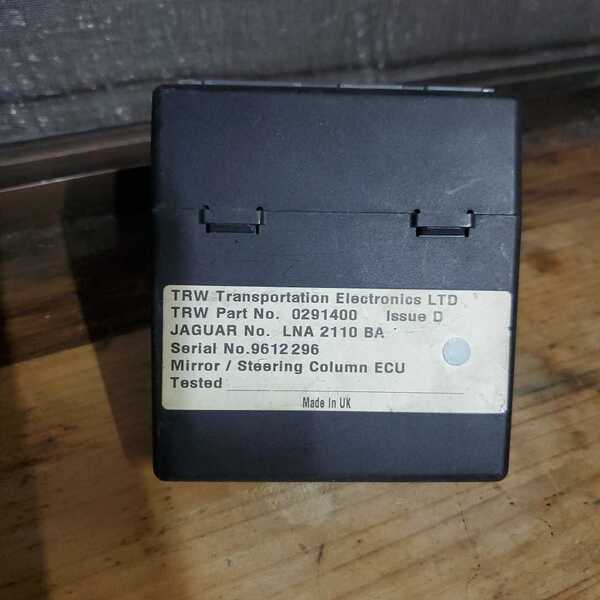 TRW Transportation Electronics LTD
TRW Part No. 0291400 Issue D
JAGUAR No. LNA 2110 BA
Serial No.9612296
Mirror / Steering Column ECU
Tested
Made In UK